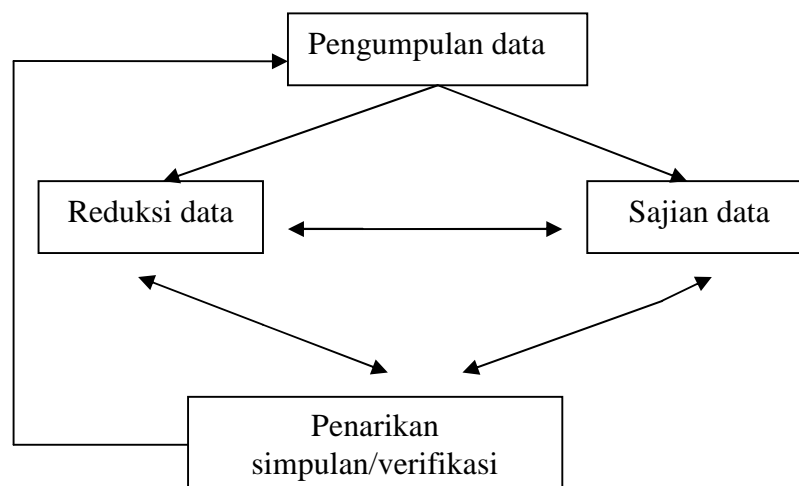 Pengumpulan data
Reduksi data
Sajian data
Penarikan
simpulan/verifikasi